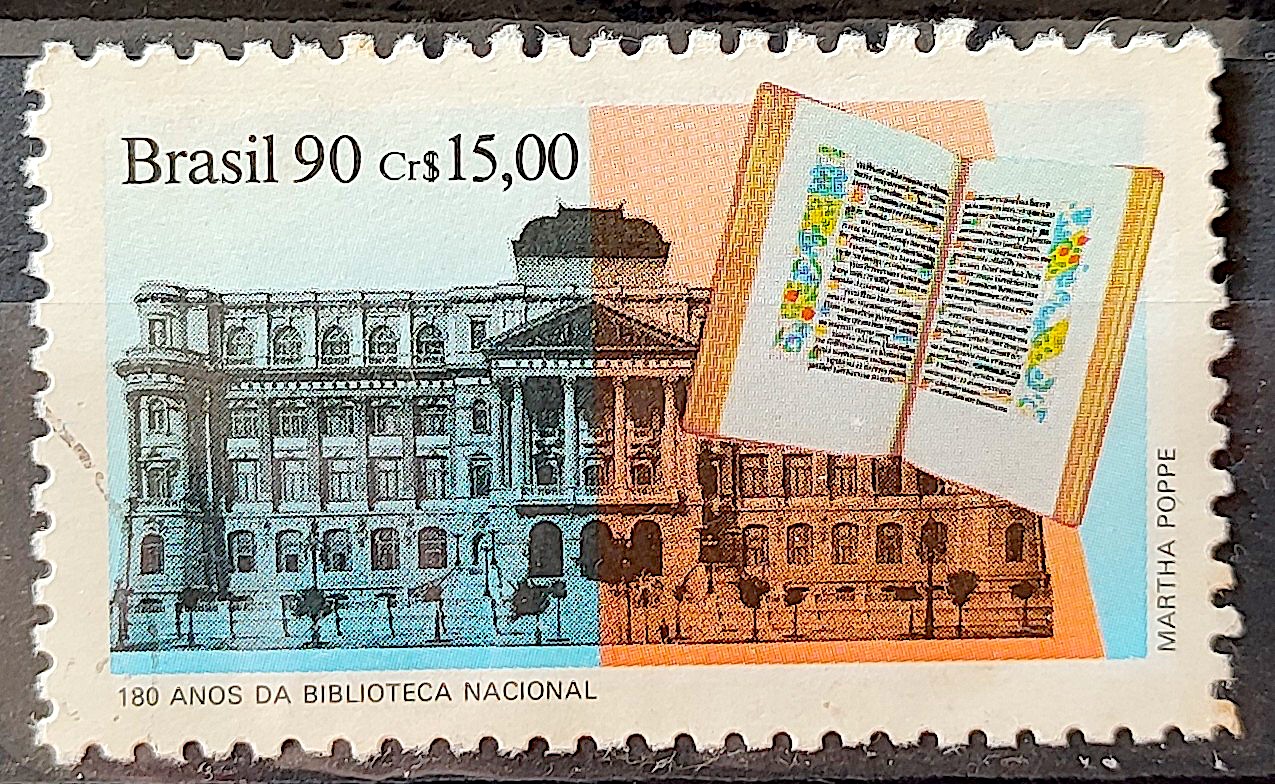 Brasil 90 Cr$ 15,00
MARTHA POPPE
180 ANOS DA BIBLIOTECA NACIONAL